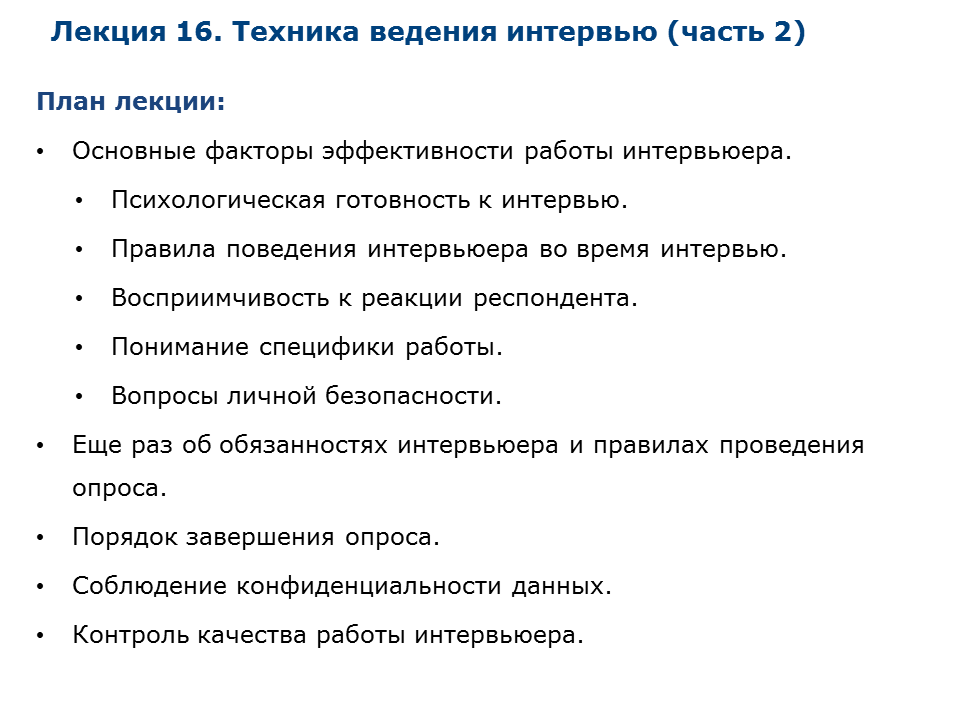 Лекция 16. Техника ведения интервью (часть 2)
План лекции:
• Основные факторы эффективности работы интервьюера.
• Психологическая готовность к интервью.
• Правила поведения интервьюера во время интервью.
• Восприимчивость к реакции респондента.
• Понимание специфики работы.
• Вопросы личной безопасности.
• Еще раз об обязанностях интервьюера и правилах проведения
опроса.
• Порядок завершения опроса.
• Соблюдение конфиденциальности данных.
• Контроль качества работы интервьюера.